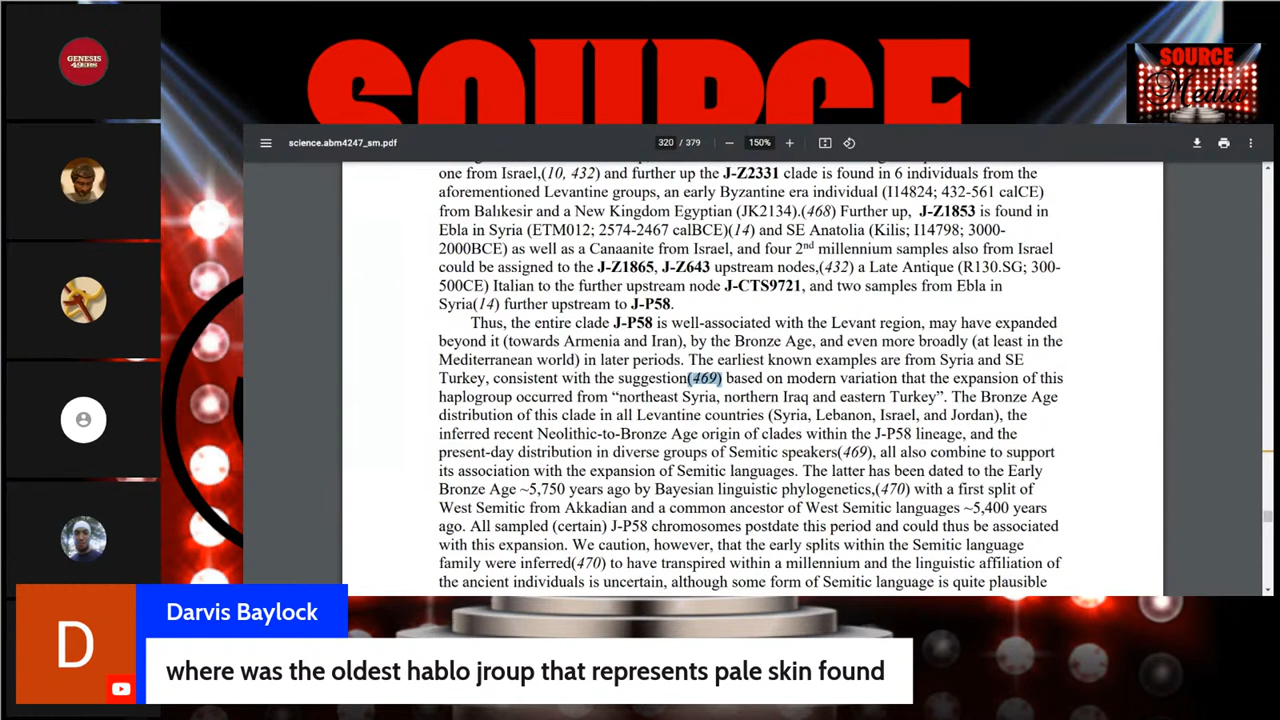 SOURCE
GENESIS
49ERS
SOURCE
Media
science.abm4247_sm.pdf
320 / 379
150%
one from Israel,(10, 432) and further up the J-Z2331 clade is found in 6 individuals from the
aforementioned Levantine groups, an early Byzantine era individual (I14824; 432-561 calCE)
from Balıkesir and a New Kingdom Egyptian (JK2134).(468) Further up, J-Z1853 is found in
Ebla in Syria (ETM012; 2574-2467 calBCE)(14) and SE Anatolia (Kilis; I14798; 3000-
2000BCE) as well as a Canaanite from Israel, and four 2nd millennium samples also from Israel
could be assigned to the J-Z1865, J-Z643 upstream nodes,(432) a Late Antique (R130.SG; 300-
500CE) Italian to the further upstream node J-CTS9721, and two samples from Ebla in
Syria(14) further upstream to J-P58.
Thus, the entire clade J-P58 is well-associated with the Levant region, may have expanded
beyond it (towards Armenia and Iran), by the Bronze Age, and even more broadly (at least in the
Mediterranean world) in later periods. The earliest known examples are from Syria and SE
Turkey, consistent with the suggestion(469) based on modern variation that the expansion of this
haplogroup occurred from “northeast Syria, northern Iraq and eastern Turkey”. The Bronze Age
distribution of this clade in all Levantine countries (Syria, Lebanon, Israel, and Jordan), the
inferred recent Neolithic-to-Bronze Age origin of clades within the J-P58 lineage, and the
present-day distribution in diverse groups of Semitic speakers(469), all also combine to support
its association with the expansion of Semitic languages. The latter has been dated to the Early
Bronze Age ~5,750 years ago by Bayesian linguistic phylogenetics,(470) with a first split of
West Semitic from Akkadian and a common ancestor of West Semitic languages ~5,400 years
ago. All sampled (certain) J-P58 chromosomes postdate this period and could thus be associated
with this expansion. We caution, however, that the early splits within the Semitic language
family were inferred(470) to have transpired within a millennium and the linguistic affiliation of
the ancient individuals is uncertain, although some form of Semitic language is quite plausible
D
Darvis Baylock
where was the oldest hablo jroup that represents pale skin found